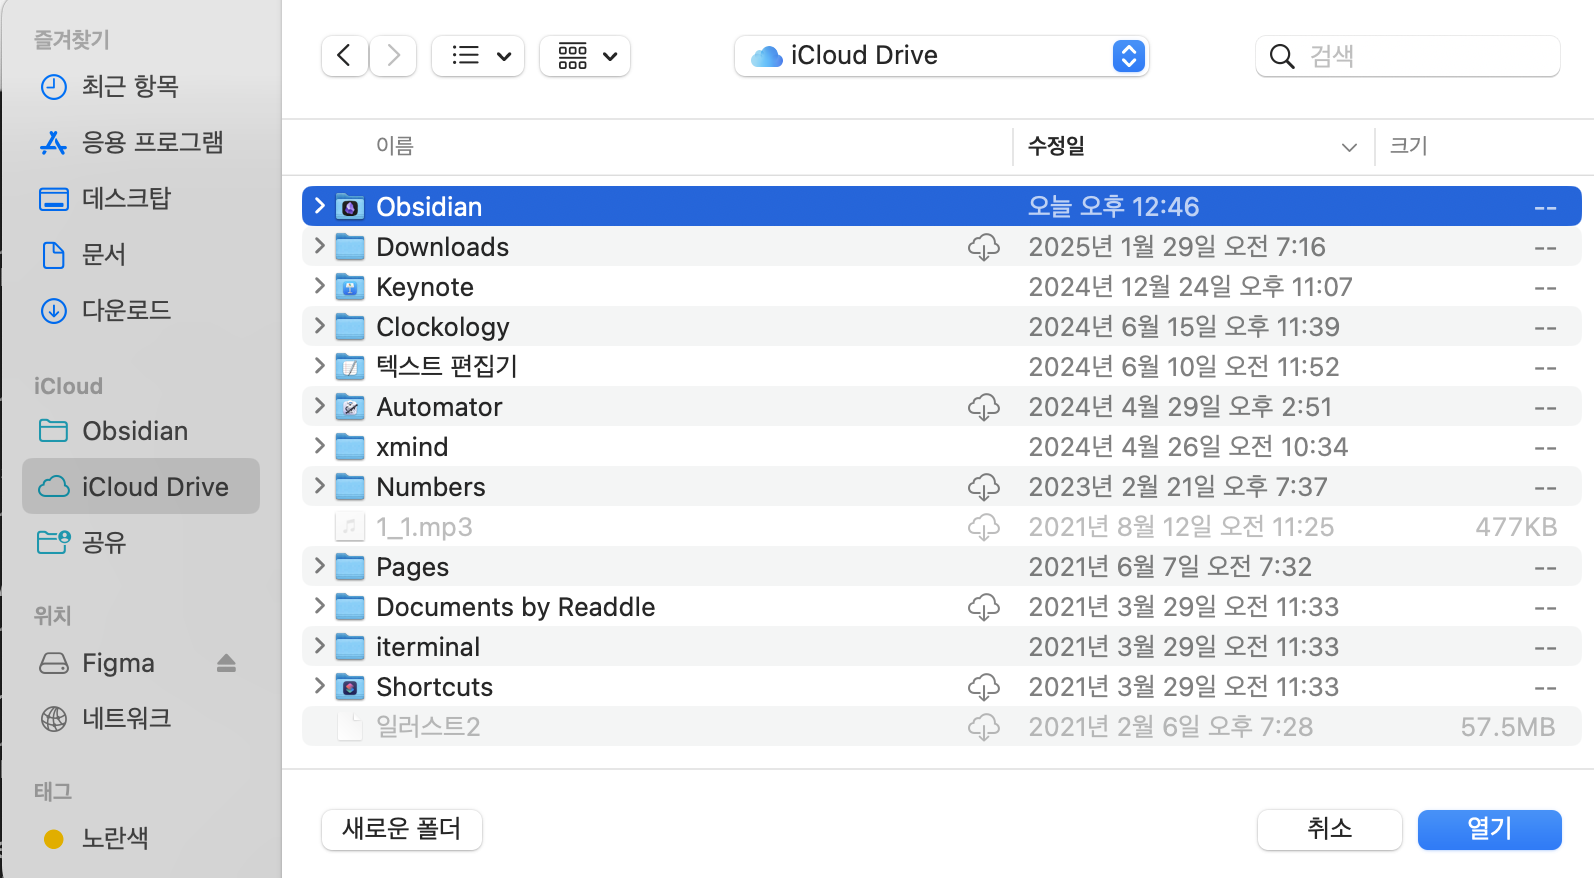 즐겨찾기
최근 항목
응용 프로그램
데스크탑
문서
다운로드
iCloud
Obsidian
iCloud Drive
공유
위치
Figma
네트워크
태그
노란색
iCloud Drive
검색
이름 수정일 크기
Obsidian 오늘 오후 12:46 --
Downloads 2025년 1월 29일 오전 7:16 --
Keynote 2024년 12월 24일 오후 11:07 --
Clockology 2024년 6월 15일 오후 11:39 --
텍스트 편집기 2024년 6월 10일 오전 11:52 --
Automator 2024년 4월 29일 오후 2:51 --
xmind 2024년 4월 26일 오전 10:34 --
Numbers 2023년 2월 21일 오후 7:37 --
1_1.mp3 2021년 8월 12일 오전 11:25 477KB
Pages 2021년 6월 7일 오전 7:32 --
Documents by Readdle 2021년 3월 29일 오전 11:33 --
iterminal 2021년 3월 29일 오전 11:33 --
Shortcuts 2021년 3월 29일 오전 11:33 --
일러스트2 2021년 2월 6일 오후 7:28 57.5MB
새로운 폴더 취소 열기